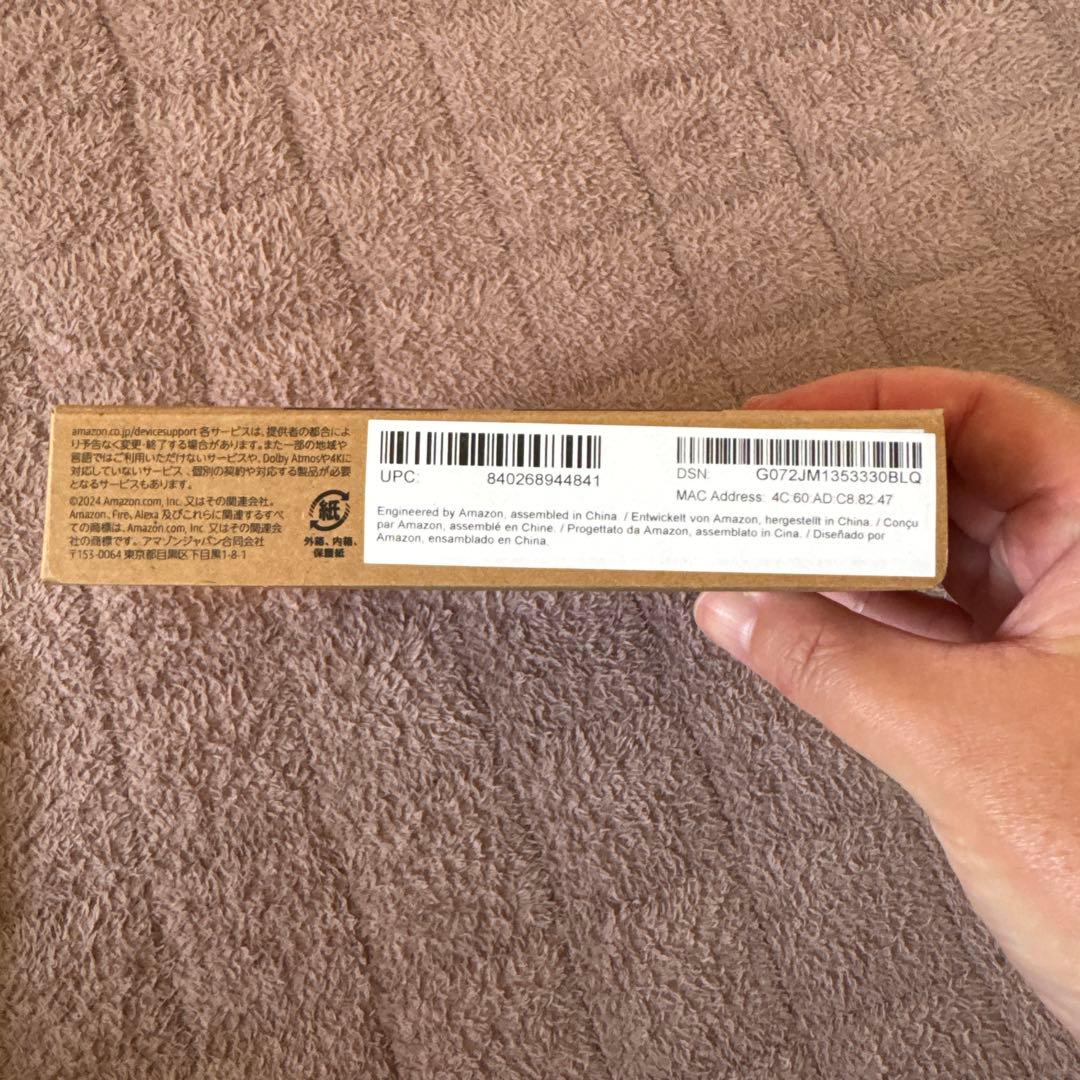 amazon.co.jp/devicesupport 各サービスは、提供者の都合によ
り予告なく変更・終了する場合があります。また一部の地域や
言語ではご利用いただけないサービスや、Dolby Atmosや4Kに
対応していないサービス、個別の契約や対応する製品が必要
となるサービスもあります。
©2024 Amazon.com, Inc. 又はその関連会社。
Amazon、Fire、Alexa 及びこれらに関連するすべ
ての商標は、Amazon.com, Inc. 又はその関連会
社の商標です。アマゾンジャパン合同会社
〒153-0064 東京都目黒区下目黒1-8-1
紙
外箱、内箱、
保護紙
UPC: 840268944841
DSN: G072JM1353330BLQ
MAC Address: 4C:60:AD:C8:82:47
Engineered by Amazon, assembled in China. / Entwickelt von Amazon, hergestellt in China. / Conçu
par Amazon, assemblé en Chine. / Progettato da Amazon, assemblato in Cina. / Diseñado por
Amazon, ensamblado en China.